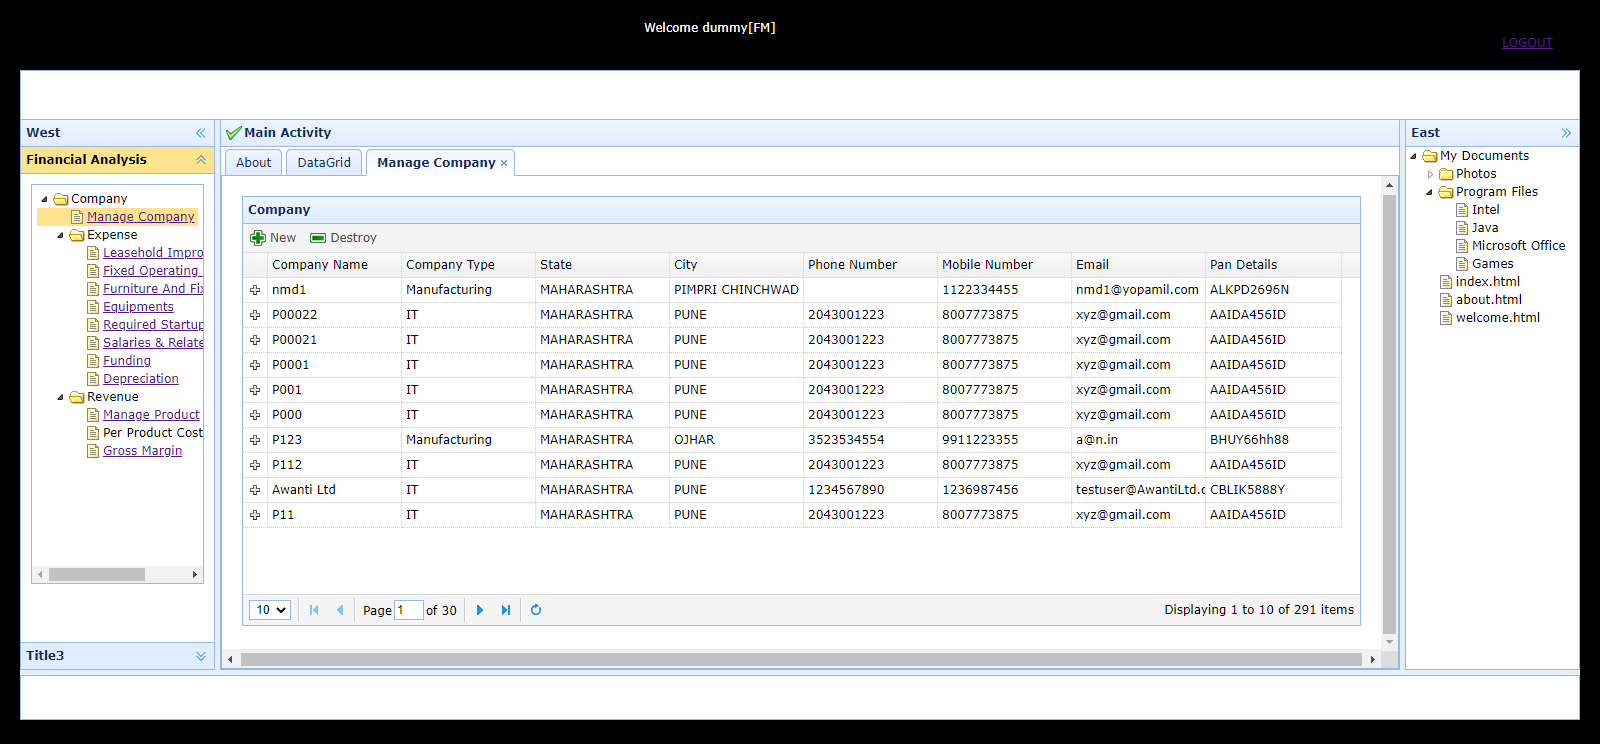 Welcome dummy[FM]
LOGOUT
West
Financial Analysis
Company
Manage Company
Expense
Leasehold Impro
Fixed Operating
Furniture And Fix
Equipments
Required Startup
Salaries & Relate
Funding
Depreciation
Revenue
Manage Product
Per Product Cost
Gross Margin
Title3
Main Activity
About DataGrid Manage Company ×
Company
New Destroy
Company Name Company Type State City Phone Number Mobile Number Email Pan Details
nmd1 Manufacturing MAHARASHTRA PIMPRI CHINCHWAD 1122334455 nmd1@yopamil.com ALKPD2696N
P00022 IT MAHARASHTRA PUNE 2043001223 8007773875 xyz@gmail.com AAIDA456ID
P00021 IT MAHARASHTRA PUNE 2043001223 8007773875 xyz@gmail.com AAIDA456ID
P0001 IT MAHARASHTRA PUNE 2043001223 8007773875 xyz@gmail.com AAIDA456ID
P001 IT MAHARASHTRA PUNE 2043001223 8007773875 xyz@gmail.com AAIDA456ID
P000 IT MAHARASHTRA PUNE 2043001223 8007773875 xyz@gmail.com AAIDA456ID
P123 Manufacturing MAHARASHTRA OJHAR 3523534554 9911223355 a@n.in BHUY66hh88
P112 IT MAHARASHTRA PUNE 2043001223 8007773875 xyz@gmail.com AAIDA456ID
Awanti Ltd IT MAHARASHTRA PUNE 1234567890 1236987456 testuser@AwantiLtd.c CBLIK5888Y
P11 IT MAHARASHTRA PUNE 2043001223 8007773875 xyz@gmail.com AAIDA456ID
10 Page 1 of 30 Displaying 1 to 10 of 291 items
East
My Documents
Photos
Program Files
Intel
Java
Microsoft Office
Games
index.html
about.html
welcome.html